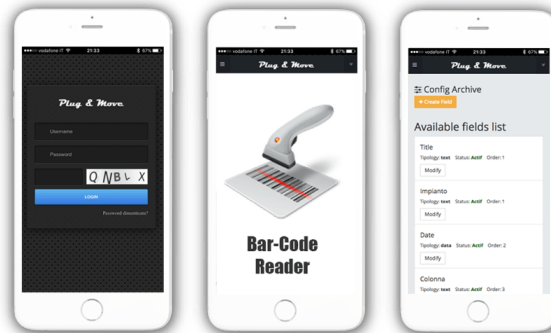 vodafone IT 21:33 67%
Plug & Move
Username
Password
Q N B L X
LOGIN
Password dimenticata?
vodafone IT 21:33 67%
Plug & Move
Bar-Code
Reader
vodafone IT 21:33 67%
Plug & Move
Config Archive
+ Create Field
Available fields list
Title
Tipology: text Status: Actif Order: 1
Modify
Impianto
Tipology: text Status: Actif Order: 1
Modify
Date
Tipology: data Status: Actif Order: 2
Modify
Colonna
Tipology: text Status: Actif Order: 3